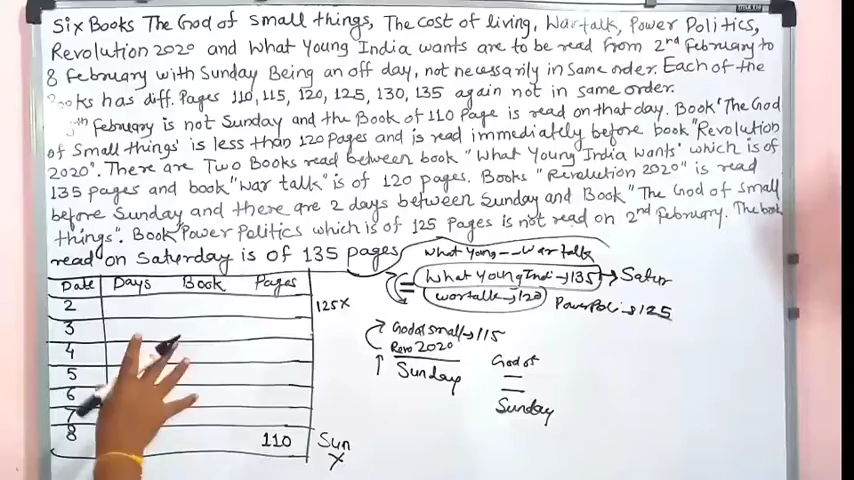 Six Books The God of small things, The cost of living, War talk, Power Politics,
Revolution 2020 and What Young India wants are to be read from 2nd February to
8 February with Sunday Being an off day, not necessarily in Same order. Each of the
Books has diff. Pages 110, 115, 120, 125, 130, 135 again not in same order.
th February is not Sunday and the Book of 110 Page is read on that day. Book 'The God
of Small things' is less than 120 pages and is read immediately before book "Revolution
2020". There are Two Books read between book "What Young India Wants" which is of
135 pages and book "War talk" is of 120 pages. Books "Revolution 2020" is read
before Sunday and there are 2 days between Sunday and Book "The God of Small
things". Book Power Politics which is of 125 Pages is not read on 2nd February. The book
read on Saturday is of 135 pages
What Young -- War talk
Date Days Book Pages
What Young Indi → 135 → Satur
2 125 x
wartalk → 120 PowerPoli → 125
3
God of small → 115
4
Revo 2020
5
Sunday
God of
6
Sunday
7
8 110 Sun
x